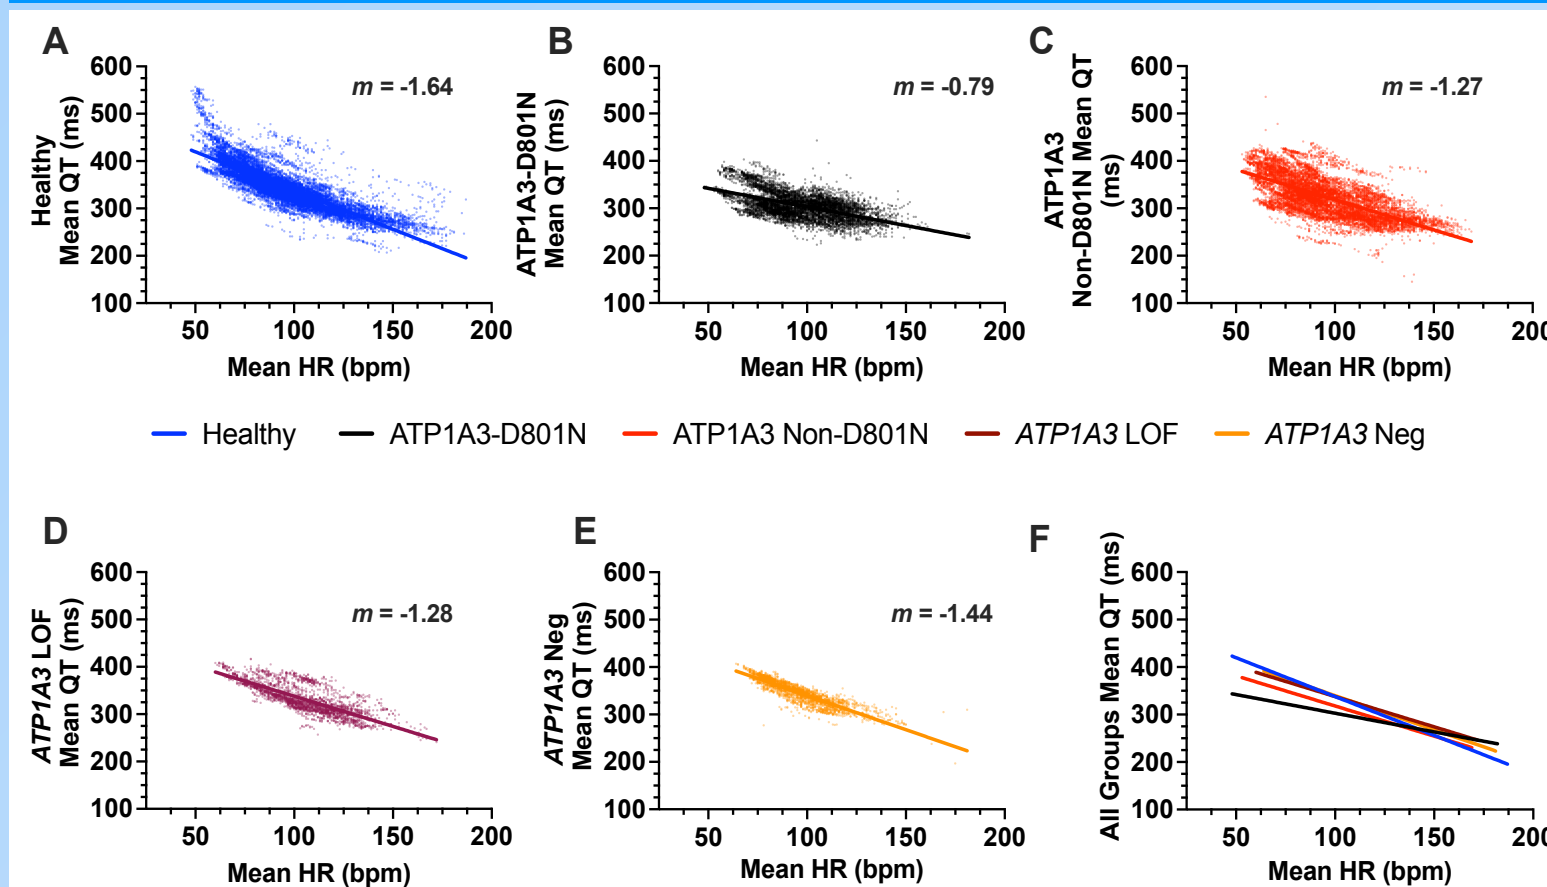 A
Healthy
Mean QT (ms)
600
500
400
300
200
100
m = -1.64
50 100 150 200
Mean HR (bpm)
B
ATP1A3-D801N
Mean QT (ms)
600
500
400
300
200
100
m = -0.79
50 100 150 200
Mean HR (bpm)
C
ATP1A3
Non-D801N Mean QT
(ms)
600
500
400
300
200
100
m = -1.27
50 100 150 200
Mean HR (bpm)
Healthy ATP1A3-D801N ATP1A3 Non-D801N ATP1A3 LOF ATP1A3 Neg
D
ATP1A3 LOF
Mean QT (ms)
600
500
400
300
200
100
m = -1.28
50 100 150 200
Mean HR (bpm)
E
ATP1A3 Neg
Mean QT (ms)
600
500
400
300
200
100
m = -1.44
50 100 150 200
Mean HR (bpm)
F
All Groups Mean QT (ms)
600
500
400
300
200
100
50 100 150 200
Mean HR (bpm)